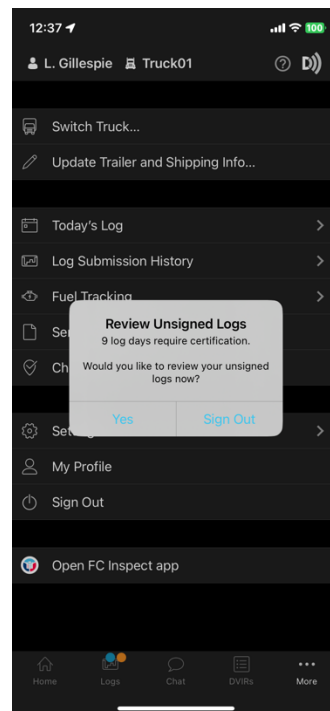 12:37
100
L. Gillespie Truck01
Switch Truck...
Update Trailer and Shipping Info...
Today's Log
Log Submission History
Fuel Tracking
Review Unsigned Logs
9 log days require certification.
Would you like to review your unsigned
logs now?
Yes Sign Out
My Profile
Sign Out
Open FC Inspect app
Home Logs Chat DVIRs More